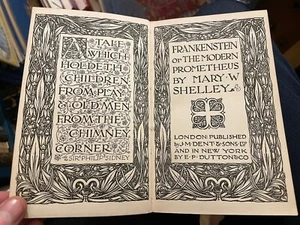 A TALE
WHICH
HOLDETH
CHILDREN
FROM PLAY
& OLD MEN
FROM THE
CHIMNEY
CORNER
SIR PHILIP SIDNEY
FRANKENSTEIN
OR THE MODERN
PROMETHEUS
BY MARY W
SHELLEY
LONDON: PUBLISHED
by J·M·DENT & SONS·LTD
AND IN NEW YORK
BY E·P·DUTTON & CO